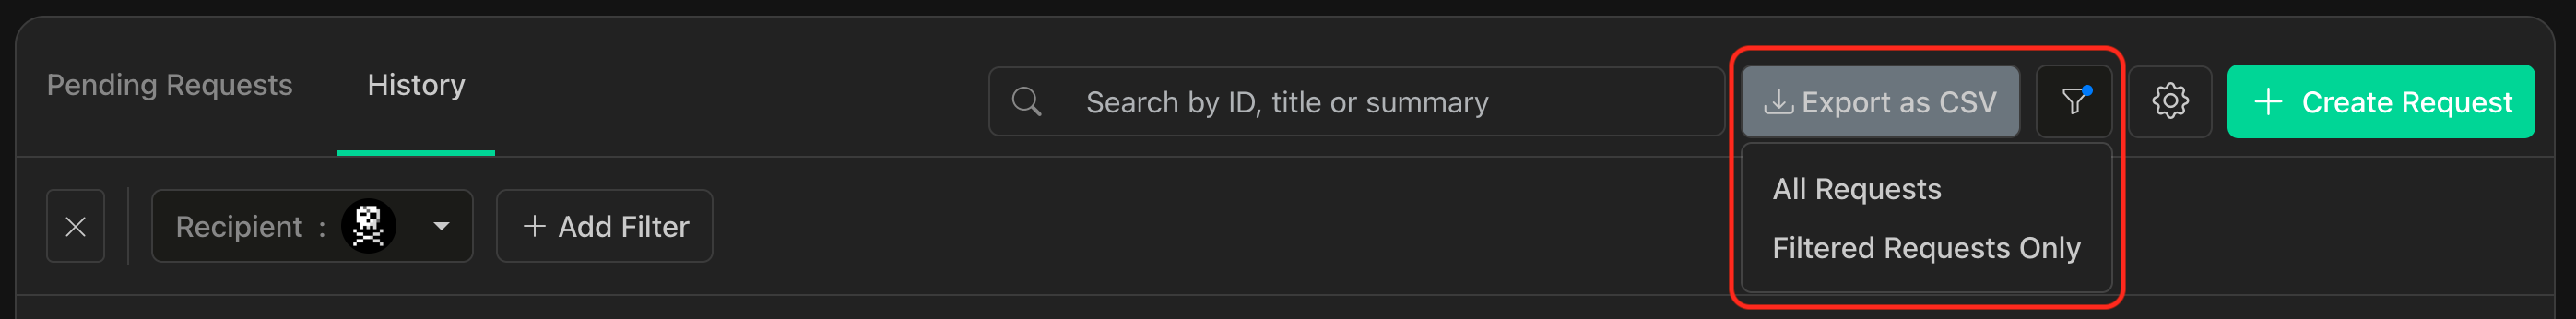 Pending Requests
History
Search by ID, title or summary
Export as CSV
Create Request
All Requests
Filtered Requests Only
Recipient :
Add Filter